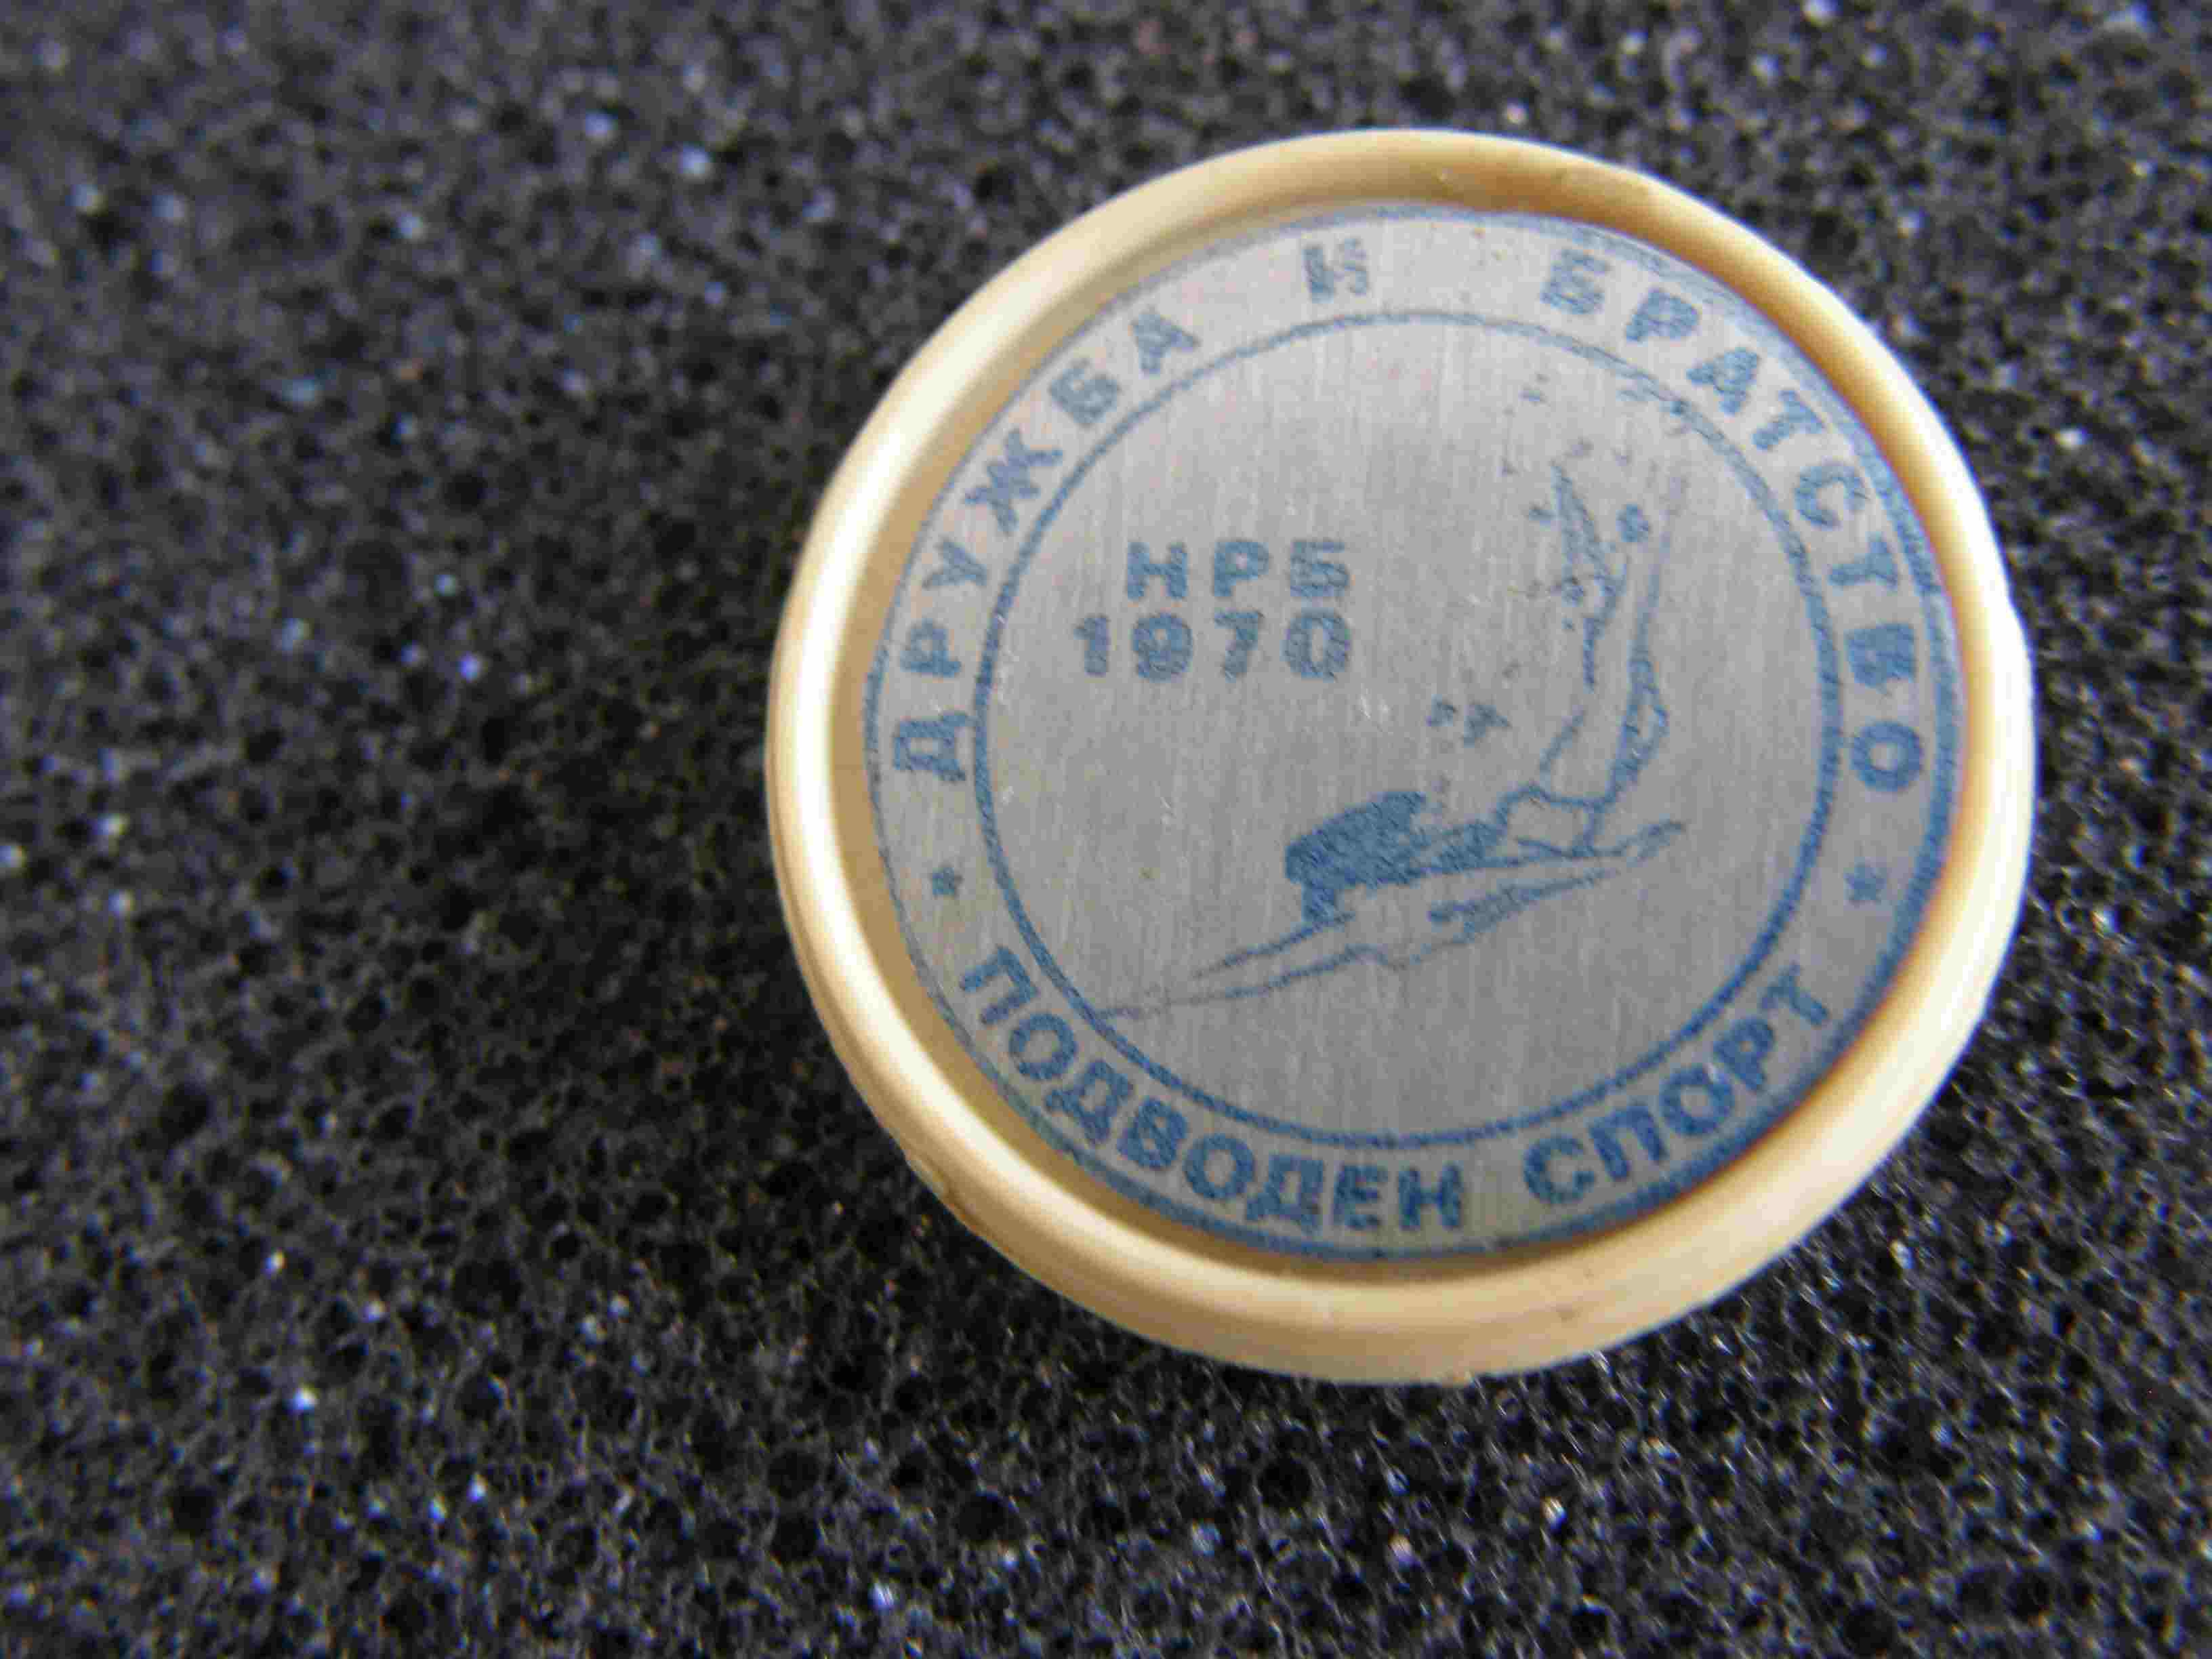 ДРУЖБА И БРАТСТВО
НРБ
1970
* ПОДВОДЕН СПОРТ *